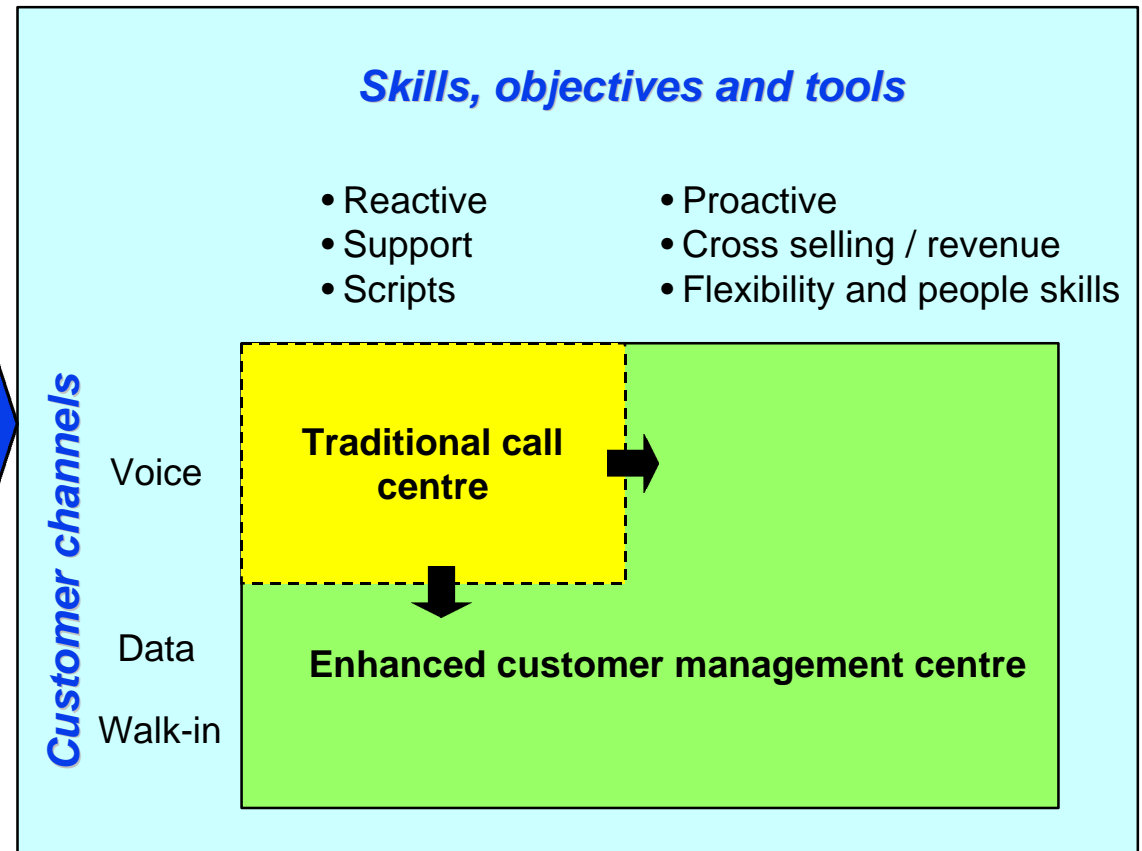 Skills, objectives and tools
• Reactive
• Support
• Scripts
• Proactive
• Cross selling / revenue
• Flexibility and people skills
Customer channels
Voice
Data
Walk-in
Traditional call
centre
Enhanced customer management centre